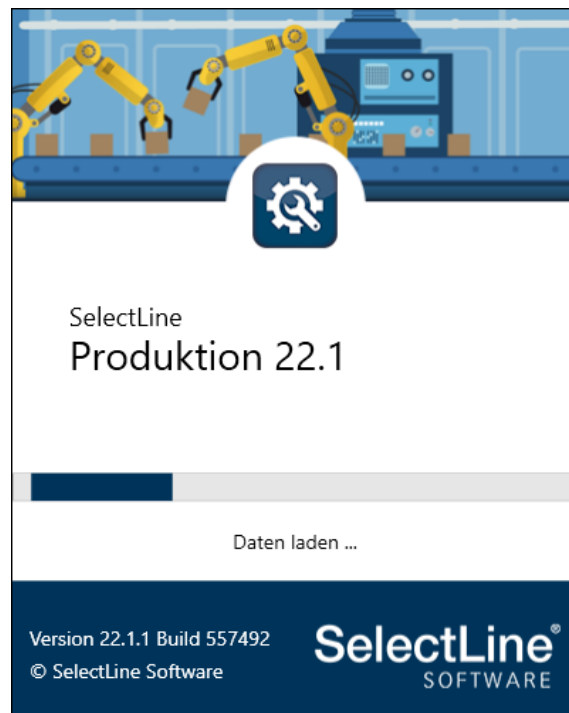 SelectLine
Produktion 22.1
Daten laden ...
Version 22.1.1 Build 557492
© SelectLine Software
SelectLine®
SOFTWARE